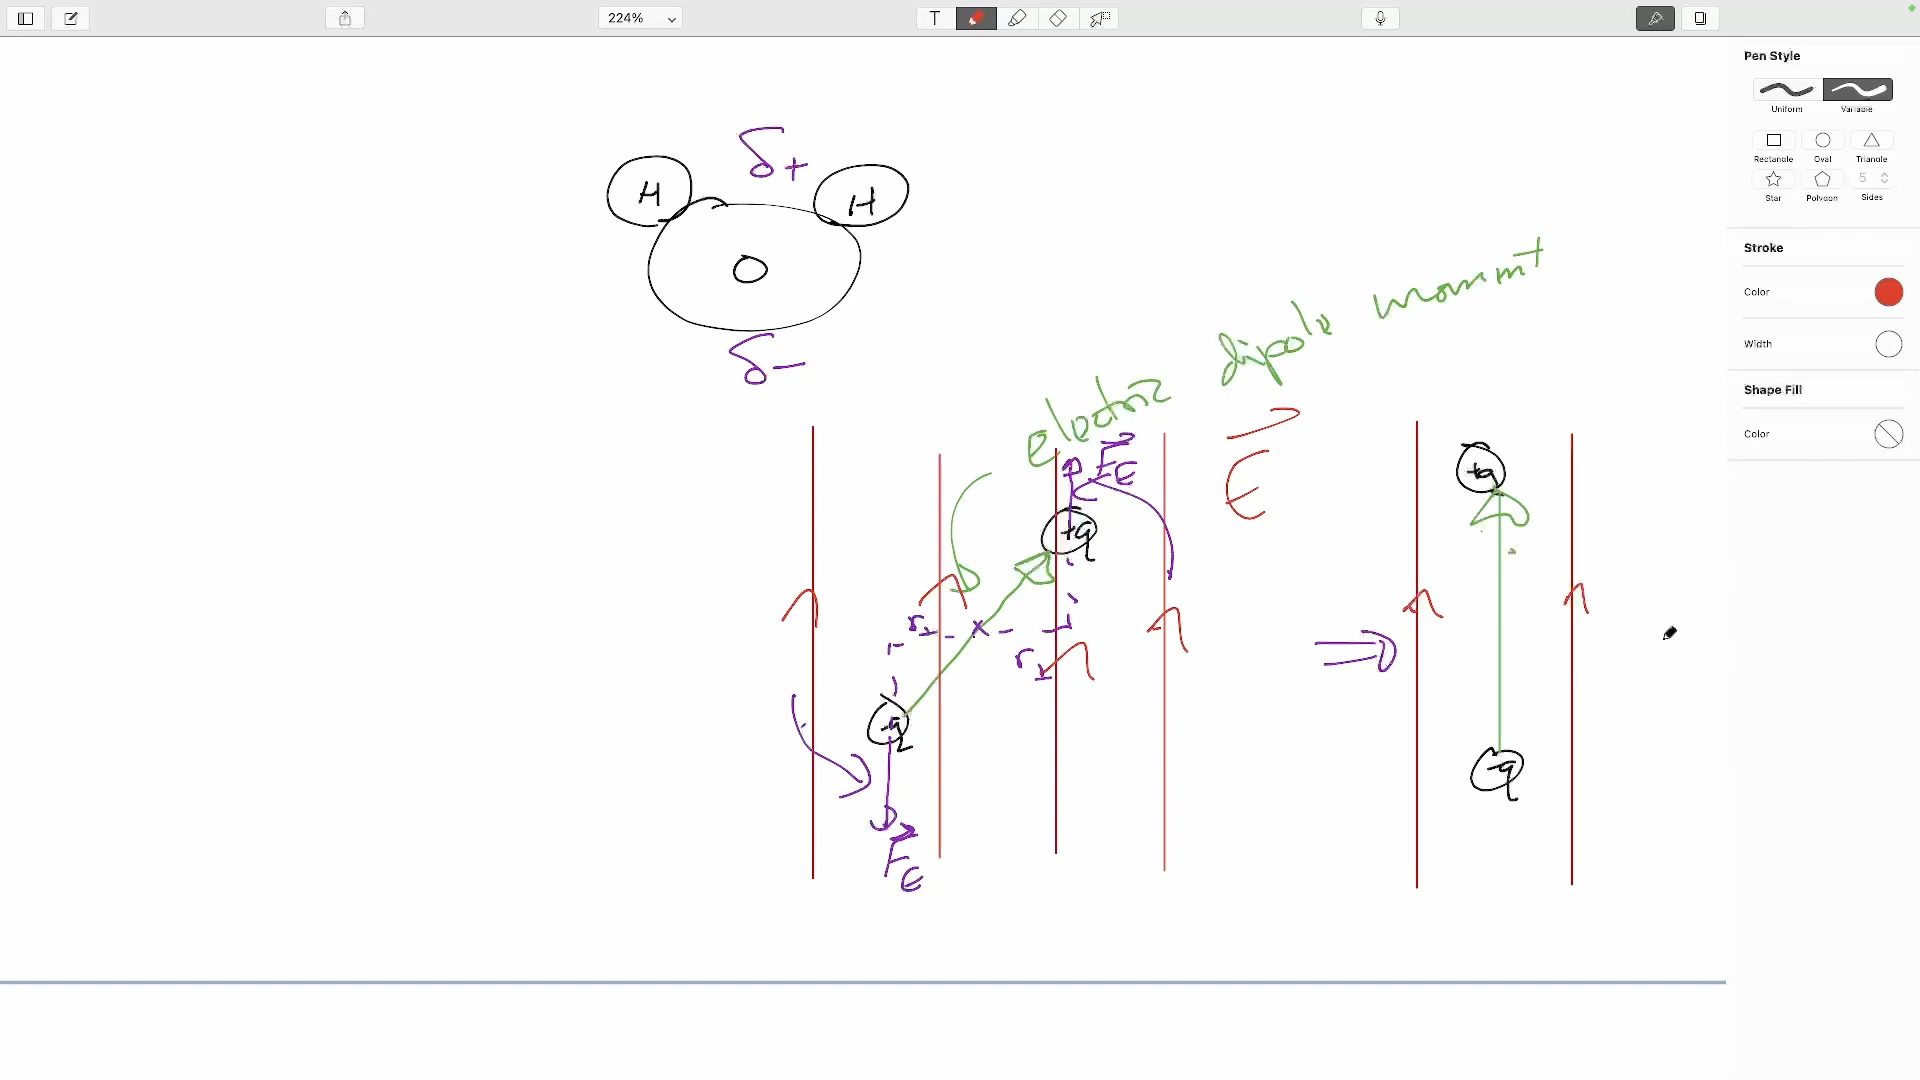 224%
T
Pen Style
Uniform Variable
Rectangle Oval Triangle
Star Polygon 5 Sides
Stroke
Color
Width
Shape Fill
Color
δ+
H H
O
δ-
electric dipole moment
F_E E
+q +q
r⊥
r⊥
-q -q
F_E